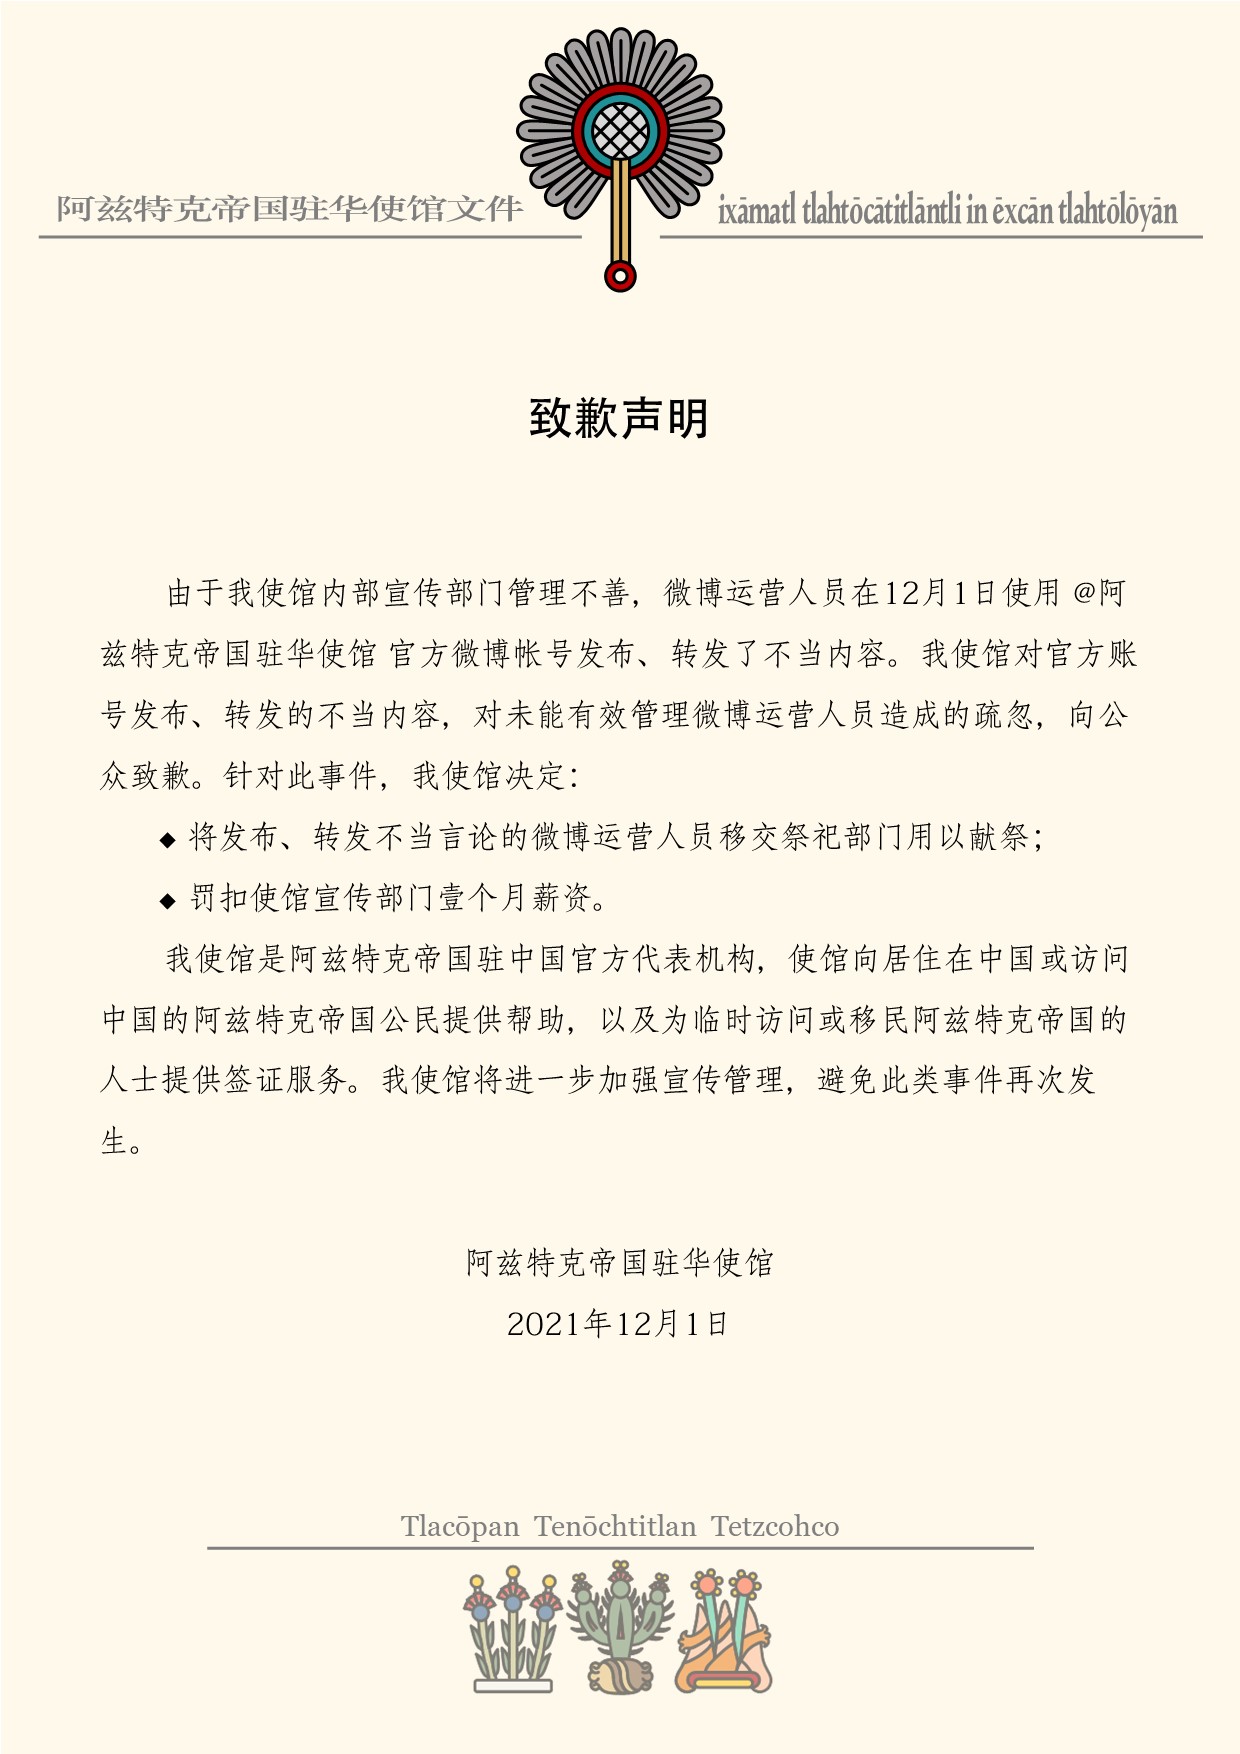 阿兹特克帝国驻华使馆文件
ixāmatl tlahtōcātitlāntli in ēxcān tlahtōlōyān
致歉声明
由于我使馆内部宣传部门管理不善，微博运营人员在12月1日使用 @阿
兹特克帝国驻华使馆 官方微博帐号发布、转发了不当内容。我使馆对官方账
号发布、转发的不当内容，对未能有效管理微博运营人员造成的疏忽，向公
众致歉。针对此事件，我使馆决定：
◆ 将发布、转发不当言论的微博运营人员移交祭祀部门用以献祭；
◆ 罚扣使馆宣传部门壹个月薪资。
我使馆是阿兹特克帝国驻中国官方代表机构，使馆向居住在中国或访问
中国的阿兹特克帝国公民提供帮助，以及为临时访问或移民阿兹特克帝国的
人士提供签证服务。我使馆将进一步加强宣传管理，避免此类事件再次发
生。
阿兹特克帝国驻华使馆
2021年12月1日
Tlacōpan Tenōchtitlan Tetzcohco